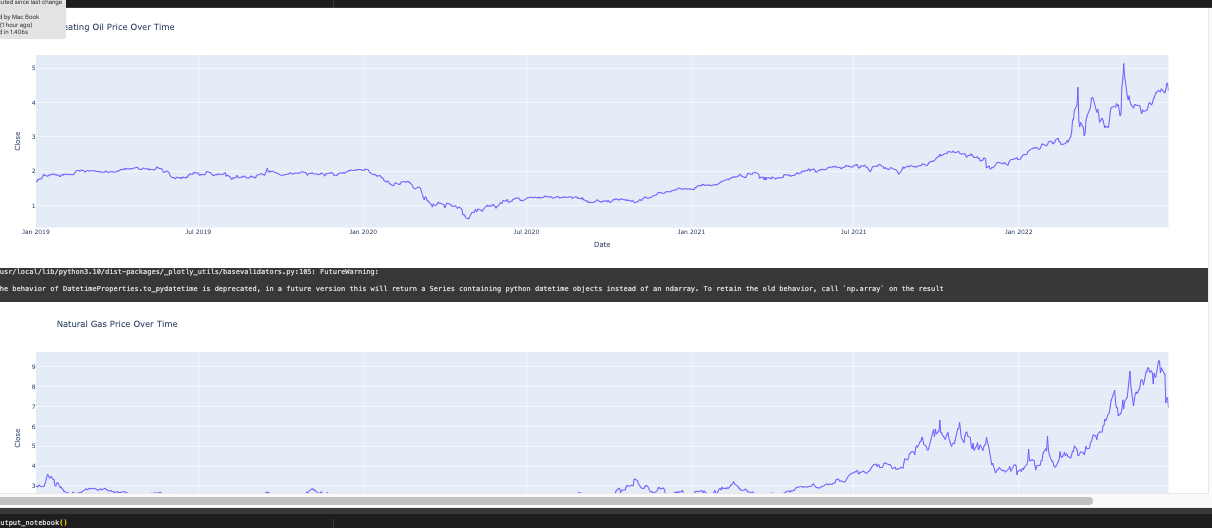 uted since last change
d by Mac Book
(1 hour ago)
d in 1.406s
eating Oil Price Over Time
5
4
Close
3
2
1
Jan 2019 Jul 2019 Jan 2020 Jul 2020 Jan 2021 Jul 2021 Jan 2022
Date
usr/local/lib/python3.10/dist-packages/_plotly_utils/basevalidators.py:105: FutureWarning:
he behavior of DatetimeProperties.to_pydatetime is deprecated, in a future version this will return a Series containing python datetime objects instead of an ndarray. To retain the old behavior, call `np.array` on the result
Natural Gas Price Over Time
9
8
7
6
Close
5
4
3
utput_notebook()